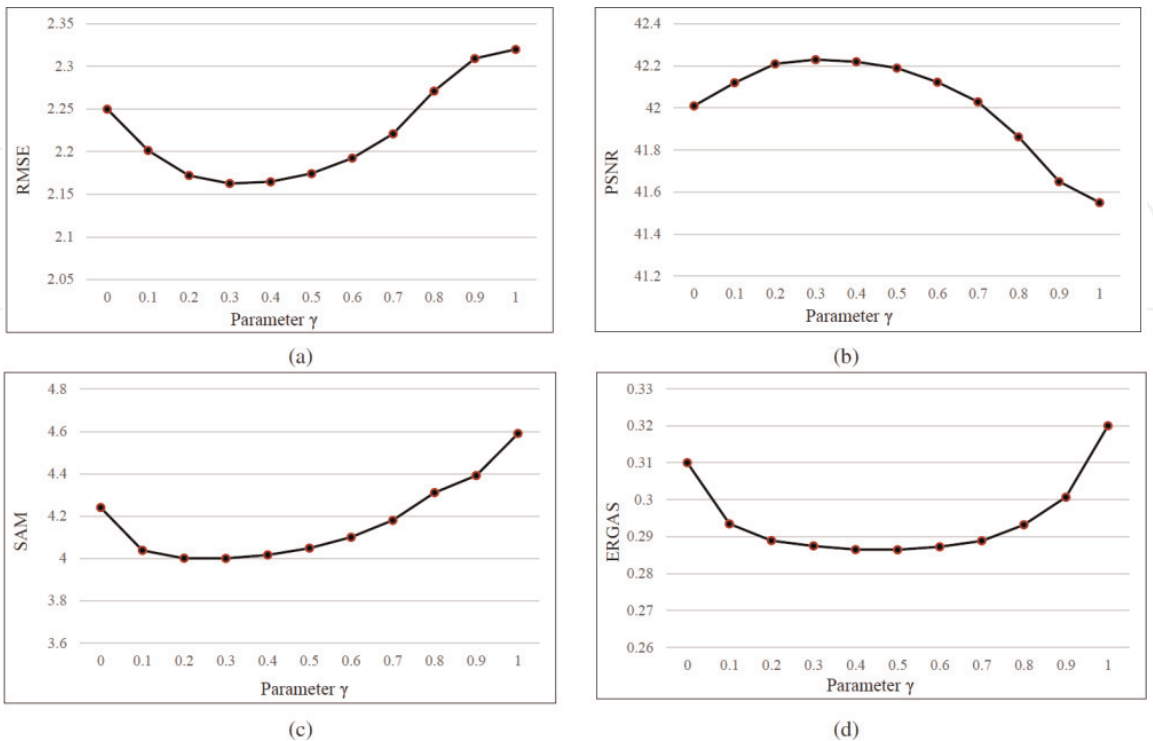 2.35
2.3
2.25
2.2
2.15
2.1
2.05
RMSE
0 0.1 0.2 0.3 0.4 0.5 0.6 0.7 0.8 0.9 1
Parameter γ
(a)
42.4
42.2
42
41.8
41.6
41.4
41.2
PSNR
0 0.1 0.2 0.3 0.4 0.5 0.6 0.7 0.8 0.9 1
Parameter γ
(b)
4.8
4.6
4.4
4.2
4
3.8
3.6
SAM
0 0.1 0.2 0.3 0.4 0.5 0.6 0.7 0.8 0.9 1
Parameter γ
(c)
0.33
0.32
0.31
0.3
0.29
0.28
0.27
0.26
ERGAS
0 0.1 0.2 0.3 0.4 0.5 0.6 0.7 0.8 0.9 1
Parameter γ
(d)